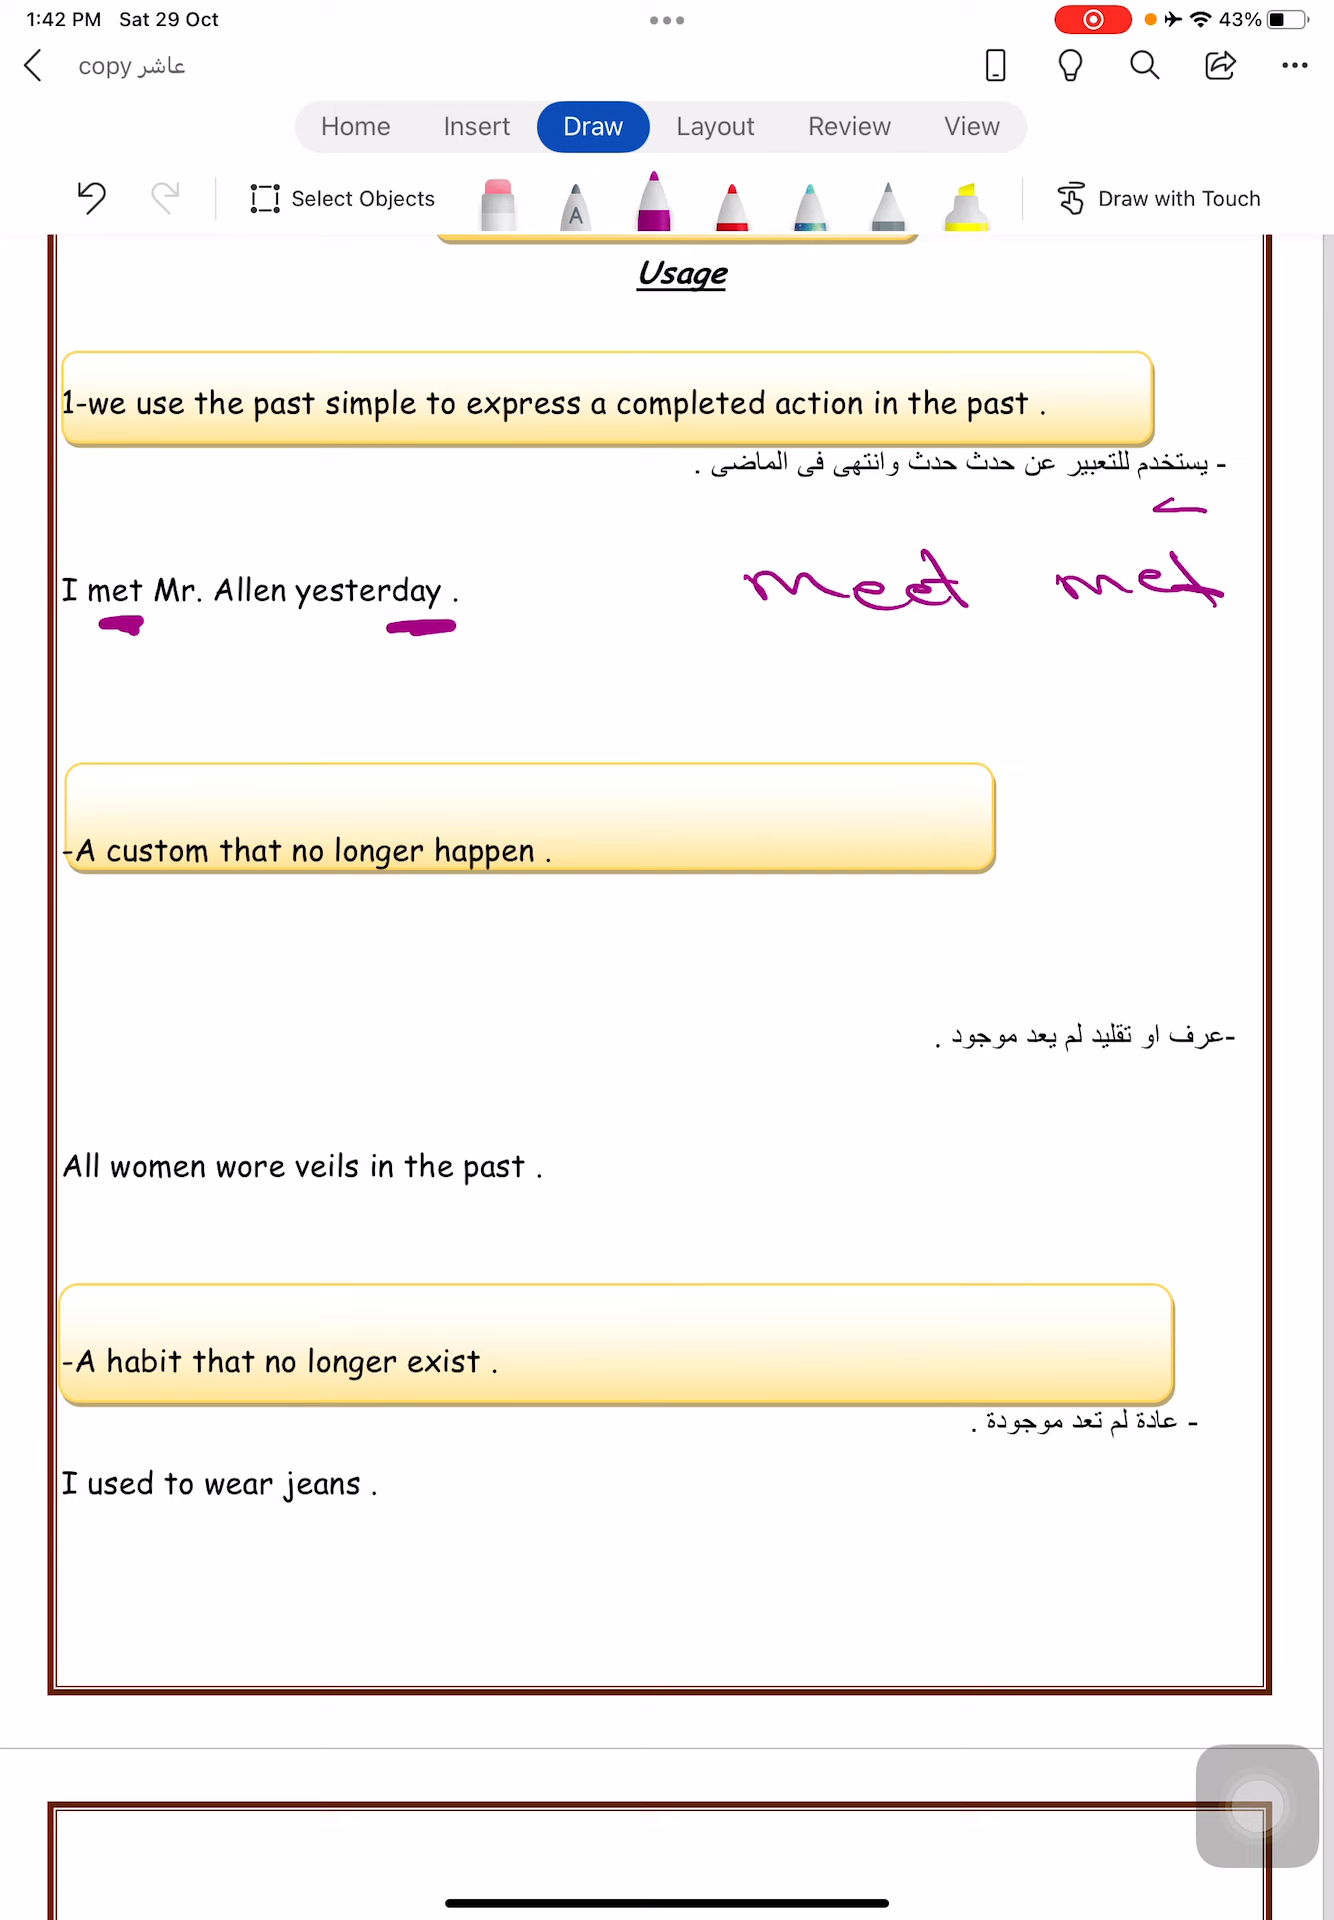 1:42 PM Sat 29 Oct
43%
copy عاشر
Home Insert Draw Layout Review View
Select Objects
A
Draw with Touch
Usage
1-we use the past simple to express a completed action in the past .
- يستخدم للتعبير عن حدث حدث وانتهى فى الماضى .
I met Mr. Allen yesterday .
meet met
-A custom that no longer happen .
-عرف او تقليد لم يعد موجود .
All women wore veils in the past .
-A habit that no longer exist .
- عادة لم تعد موجودة .
I used to wear jeans .